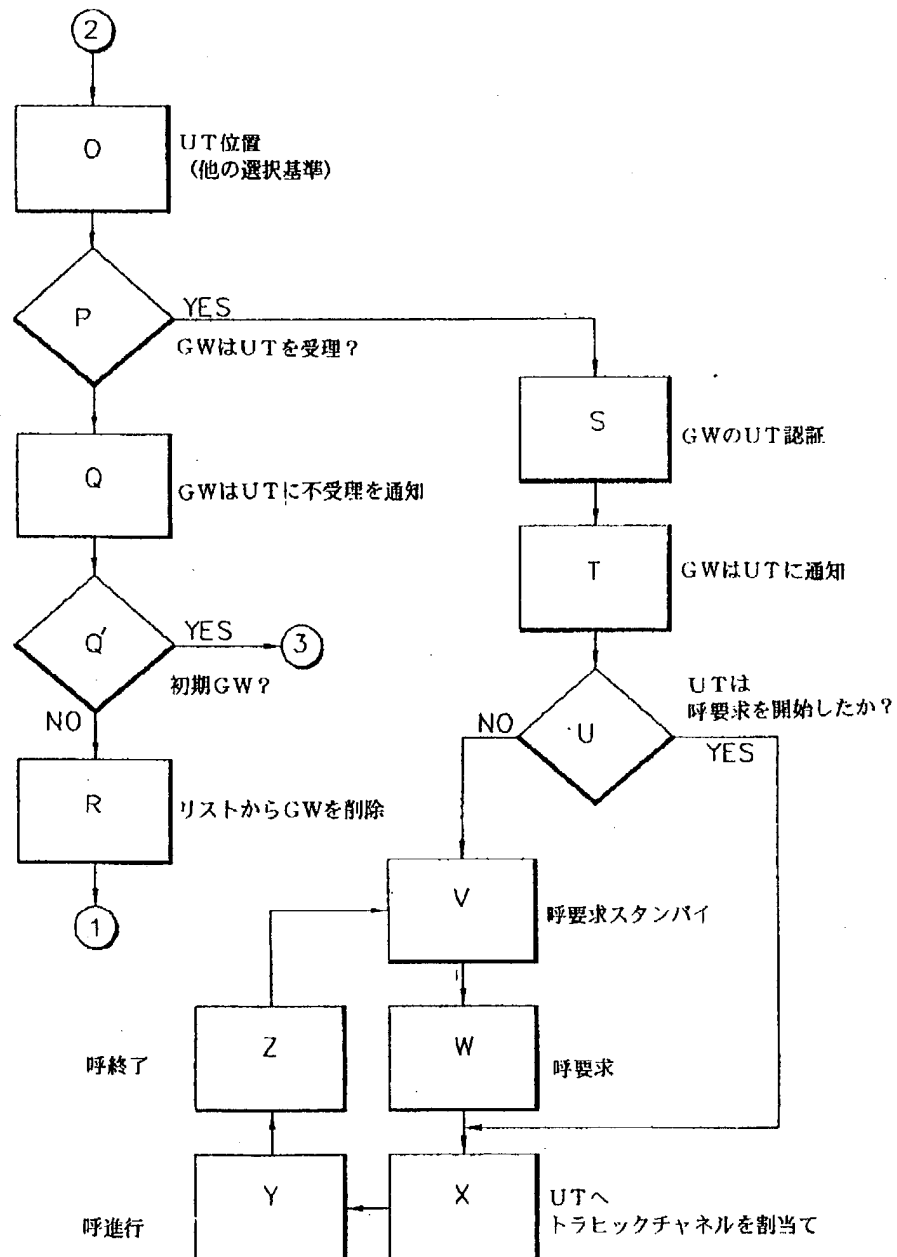 2
O
UT位置
(他の選択基準)
P
YES
GWはUTを受理?
S
GWのUT認証
Q
GWはUTに不受理を通知
T
GWはUTに通知
Q′
YES
3
初期GW?
NO
UTは
呼要求を開始したか?
U
NO
YES
R
リストからGWを削除
1
V
呼要求スタンバイ
Z
呼終了
W
呼要求
Y
呼進行
X
UTへ
トラヒックチャネルを割当て